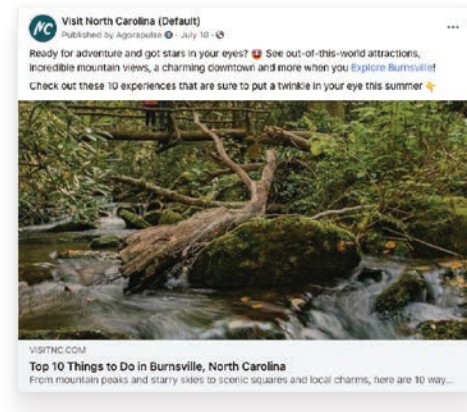 NC
Visit North Carolina (Default)
Published by Agorapulse · July 18 ·
Ready for adventure and got stars in your eyes? 🤩 See out-of-this-world attractions,
incredible mountain views, a charming downtown and more when you Explore Burnsville!
Check out these 10 experiences that are sure to put a twinkle in your eye this summer 👇
VISITNC.COM
Top 10 Things to Do in Burnsville, North Carolina
From mountain peaks and starry skies to scenic squares and local charms, here are 10 way...